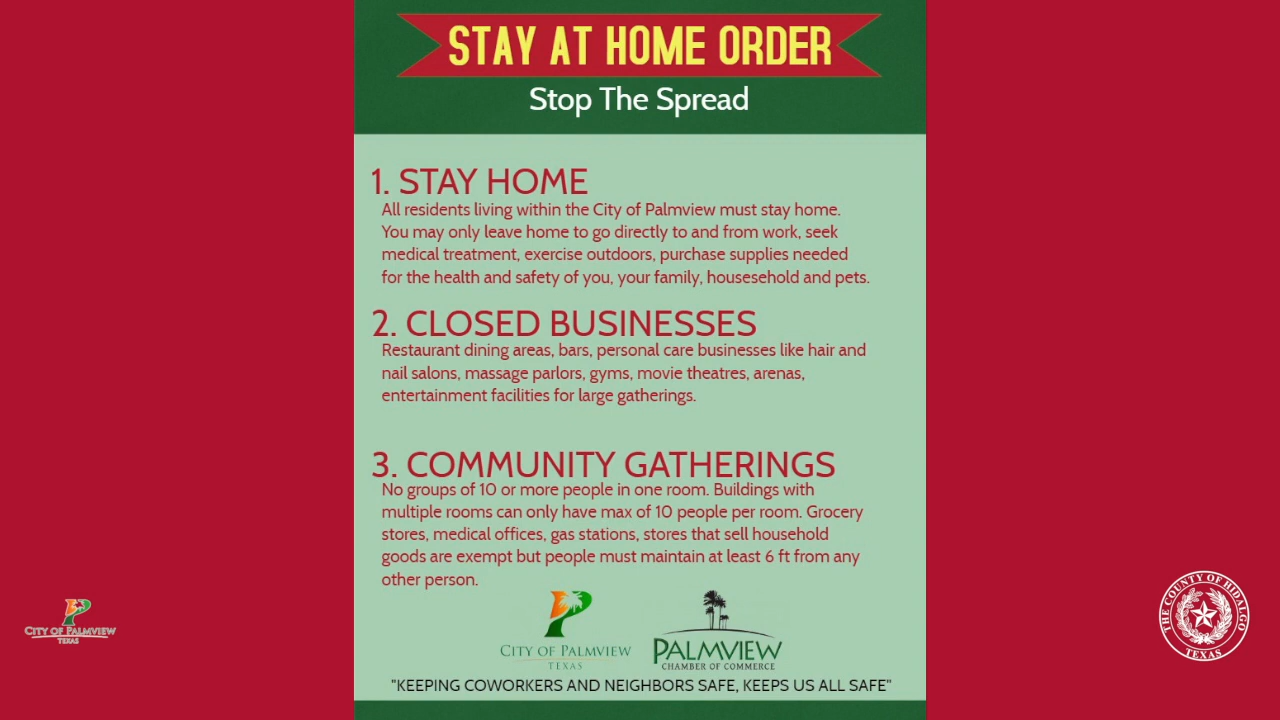 STAY AT HOME ORDER
Stop The Spread
1. STAY HOME
All residents living within the City of Palmview must stay home.
You may only leave home to go directly to and from work, seek
medical treatment, exercise outdoors, purchase supplies needed
for the health and safety of you, your family, housesehold and pets.
2. CLOSED BUSINESSES
Restaurant dining areas, bars, personal care businesses like hair and
nail salons, massage parlors, gyms, movie theatres, arenas,
entertainment facilities for large gatherings.
3. COMMUNITY GATHERINGS
No groups of 10 or more people in one room. Buildings with
multiple rooms can only have max of 10 people per room. Grocery
stores, medical offices, gas stations, stores that sell household
goods are exempt but people must maintain at least 6 ft from any
other person.
CITY OF PALMVIEW
TEXAS
PALMVIEW
CHAMBER OF COMMERCE
"KEEPING COWORKERS AND NEIGHBORS SAFE, KEEPS US ALL SAFE"
CITY OF PALMVIEW
TEXAS
THE COUNTY OF HIDALGO
TEXAS